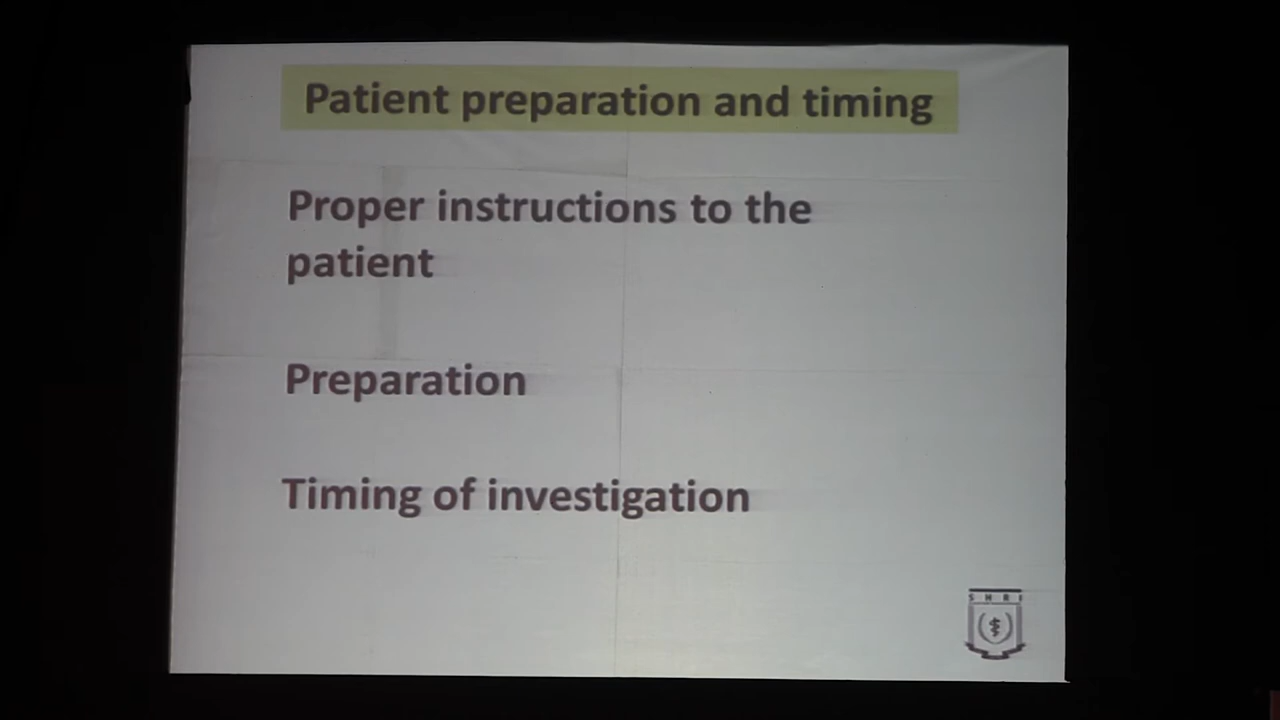 Patient preparation and timing
Proper instructions to the
patient
Preparation
Timing of investigation
S H R I